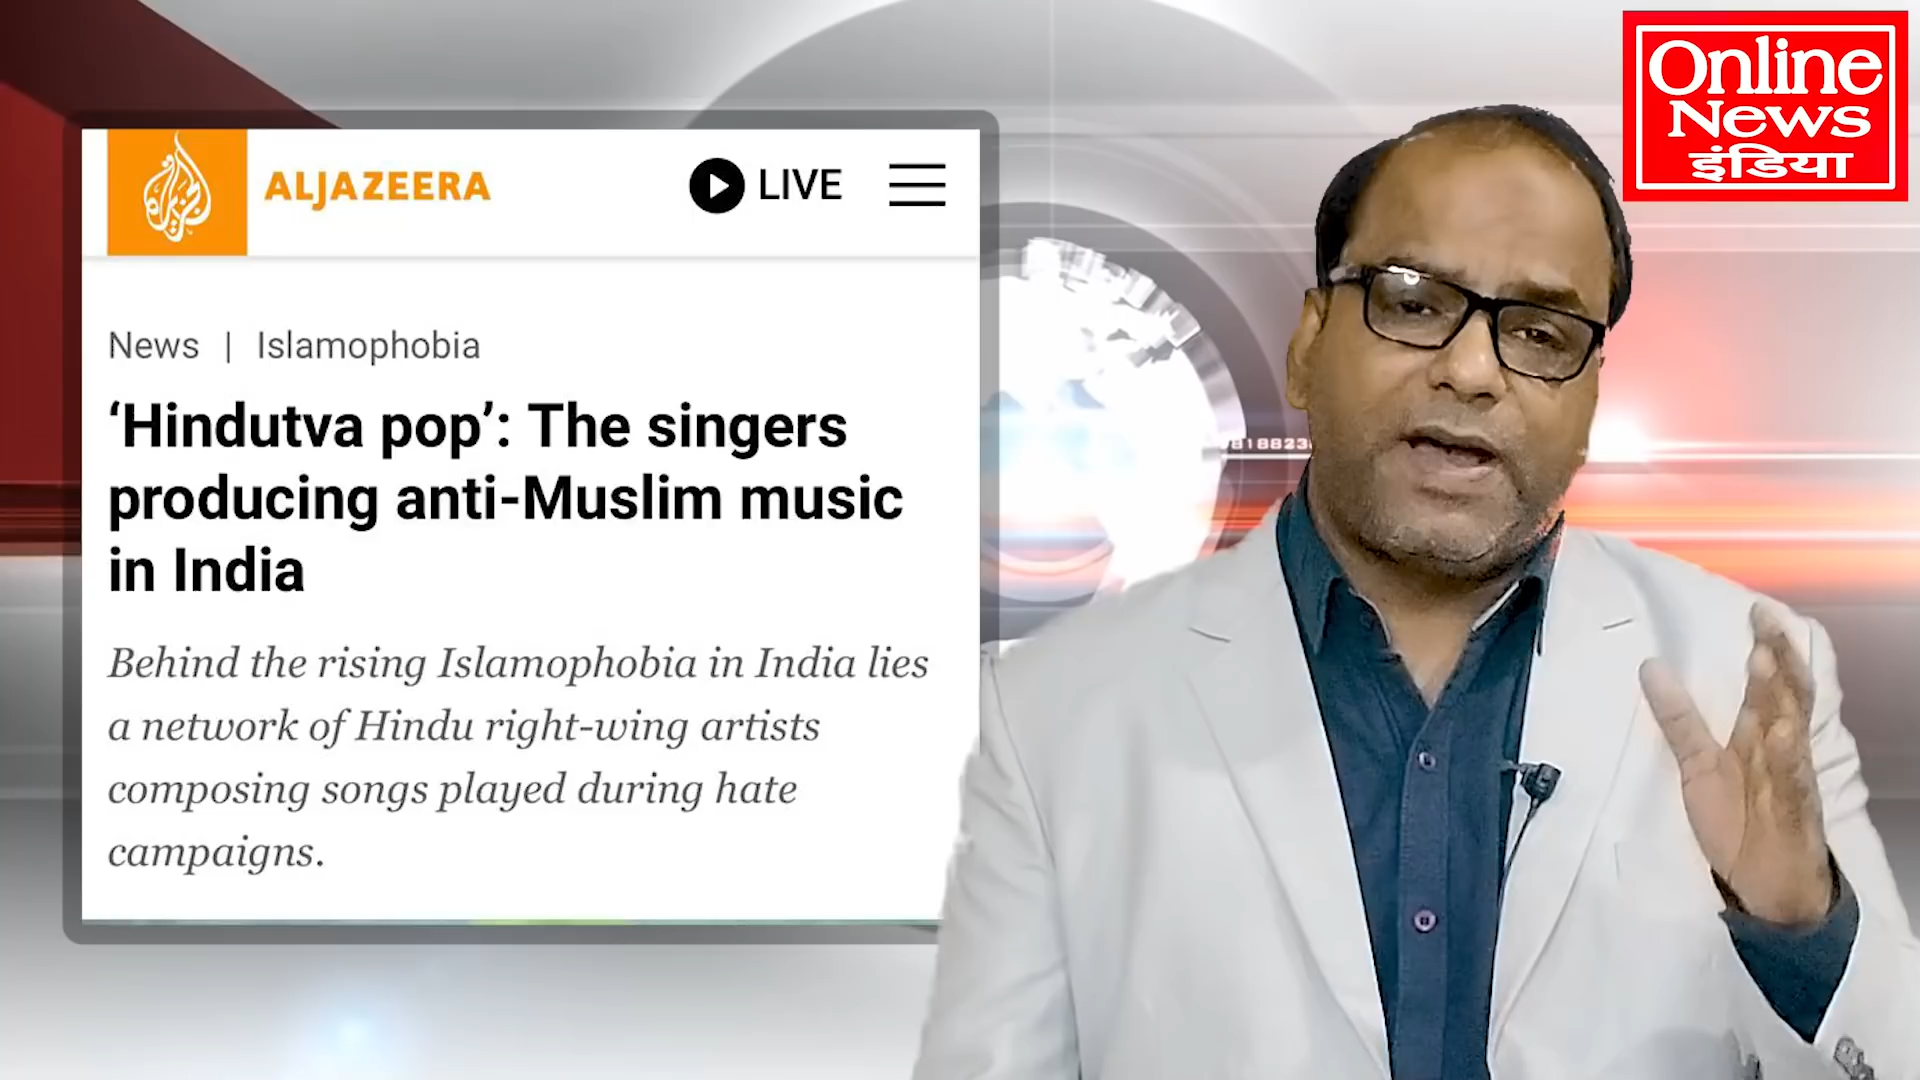 Online
News
इंडिया
ALJAZEERA
LIVE
News | Islamophobia
‘Hindutva pop’: The singers
producing anti-Muslim music
in India
Behind the rising Islamophobia in India lies
a network of Hindu right-wing artists
composing songs played during hate
campaigns.